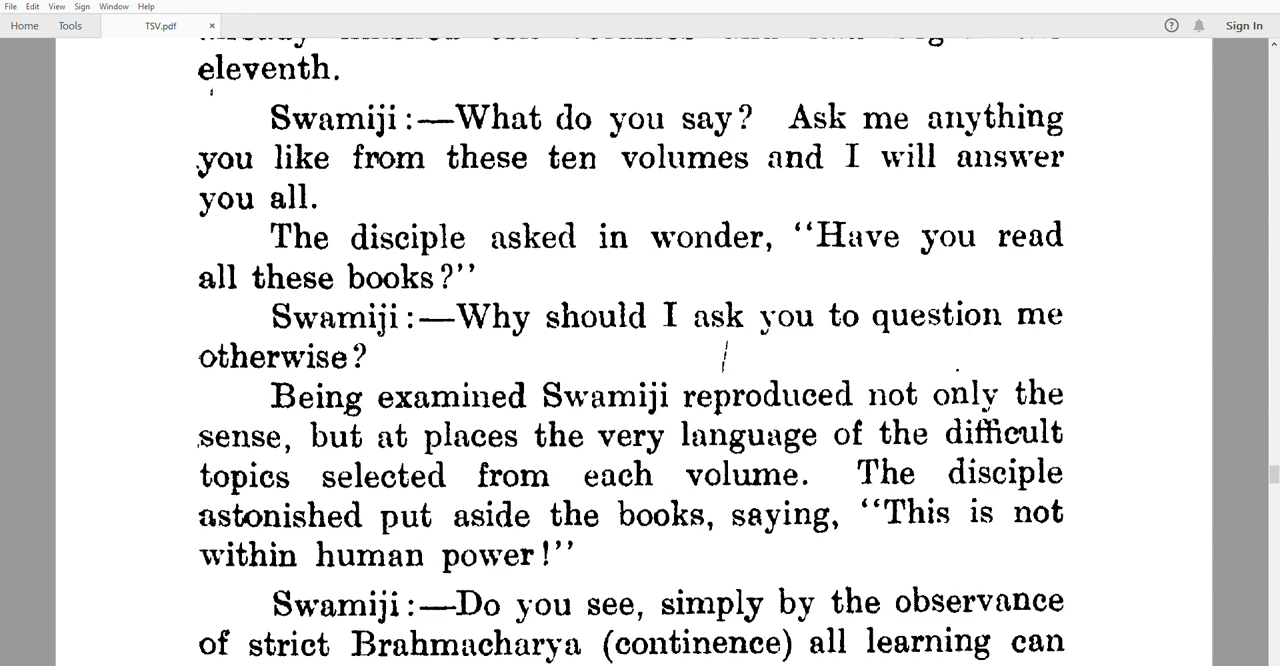 File Edit View Sign Window Help
Home Tools TSV.pdf × Sign In
eleventh.
Swamiji :—What do you say? Ask me anything
you like from these ten volumes and I will answer
you all.
The disciple asked in wonder, ‘‘Have you read
all these books?’’
Swamiji :—Why should I ask you to question me
otherwise?
Being examined Swamiji reproduced not only the
sense, but at places the very language of the difficult
topics selected from each volume. The disciple
astonished put aside the books, saying, ‘‘This is not
within human power!’’
Swamiji :—Do you see, simply by the observance
of strict Brahmacharya (continence) all learning can